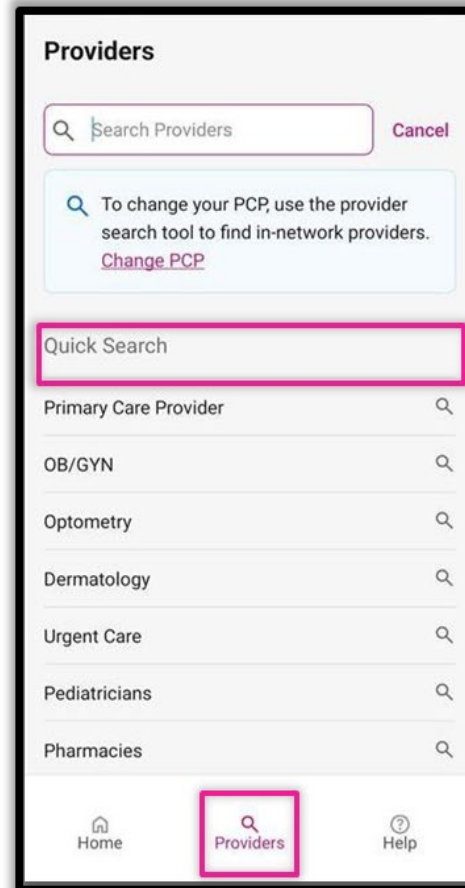 Providers
Search Providers
Cancel
To change your PCP, use the provider
search tool to find in-network providers.
Change PCP
Quick Search
Primary Care Provider
OB/GYN
Optometry
Dermatology
Urgent Care
Pediatricians
Pharmacies
Home
Providers
Help